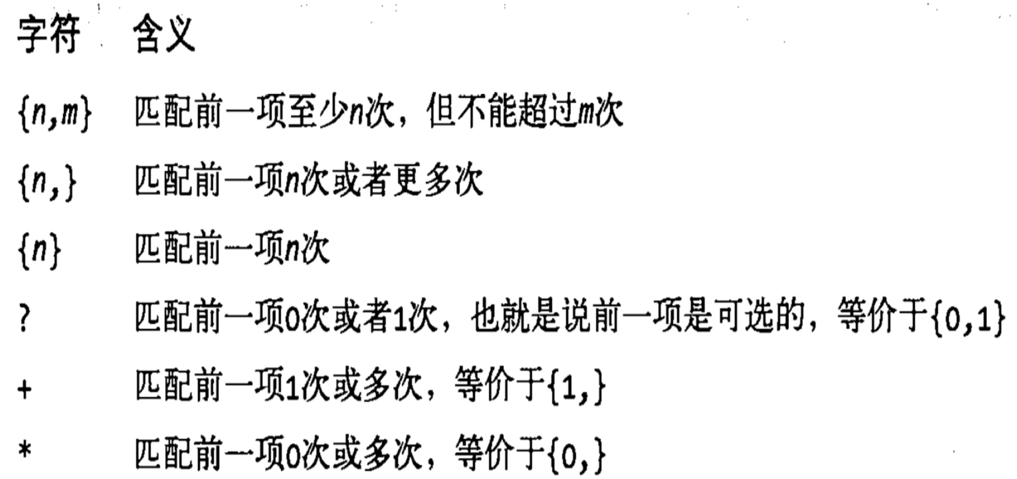 字符 含义
{n,m} 匹配前一项至少n次，但不能超过m次
{n,} 匹配前一项n次或者更多次
{n} 匹配前一项n次
? 匹配前一项0次或者1次，也就是说前一项是可选的，等价于{0,1}
+ 匹配前一项1次或多次，等价于{1,}
* 匹配前一项0次或多次，等价于{0,}